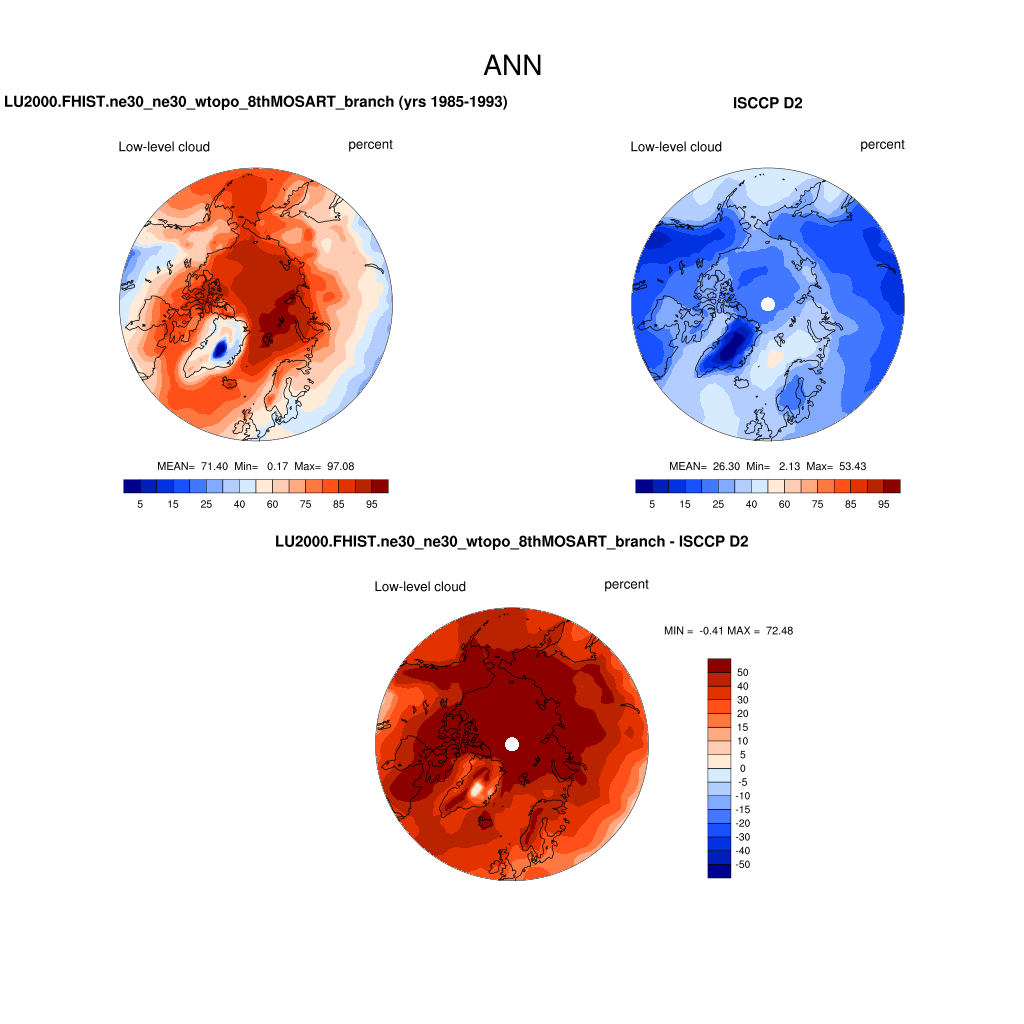 ANN
LU2000.FHIST.ne30_ne30_wtopo_8thMOSART_branch (yrs 1985-1993)
ISCCP D2
Low-level cloud
percent
Low-level cloud
percent
MEAN= 71.40 Min= 0.17 Max= 97.08
5 15 25 40 60 75 85 95
MEAN= 26.30 Min= 2.13 Max= 53.43
5 15 25 40 60 75 85 95
LU2000.FHIST.ne30_ne30_wtopo_8thMOSART_branch - ISCCP D2
Low-level cloud
percent
MIN = -0.41 MAX = 72.48
50
40
30
20
15
10
5
0
-5
-10
-15
-20
-30
-40
-50